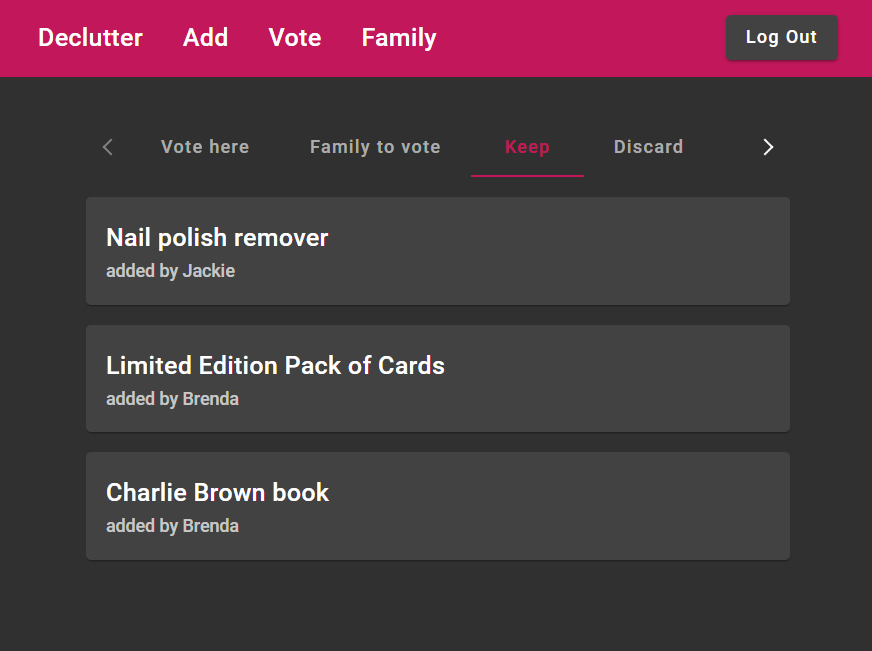 Declutter Add Vote Family Log Out
Vote here Family to vote Keep Discard
Nail polish remover
added by Jackie
Limited Edition Pack of Cards
added by Brenda
Charlie Brown book
added by Brenda